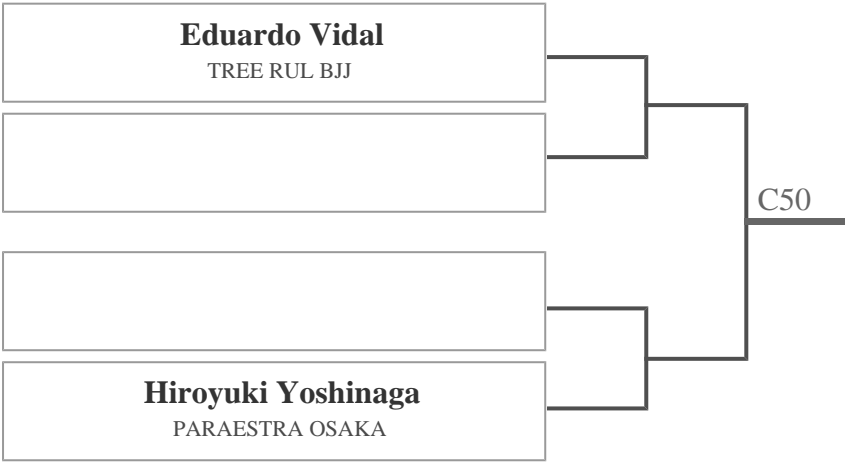 Eduardo Vidal
TREE RUL BJJ
C50
Hiroyuki Yoshinaga
PARAESTRA OSAKA